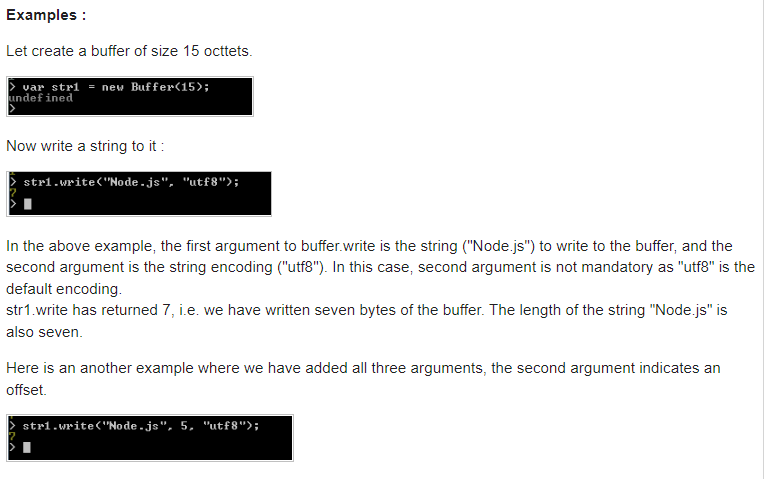 Examples :
Let create a buffer of size 15 octtets.
> var str1 = new Buffer(15);
undefined
>
Now write a string to it :
> str1.write("Node.js", "utf8");
7
>
In the above example, the first argument to buffer.write is the string ("Node.js") to write to the buffer, and the
second argument is the string encoding ("utf8"). In this case, second argument is not mandatory as "utf8" is the
default encoding.
str1.write has returned 7, i.e. we have written seven bytes of the buffer. The length of the string "Node.js" is
also seven.
Here is an another example where we have added all three arguments, the second argument indicates an
offset.
> str1.write("Node.js", 5, "utf8");
7
>